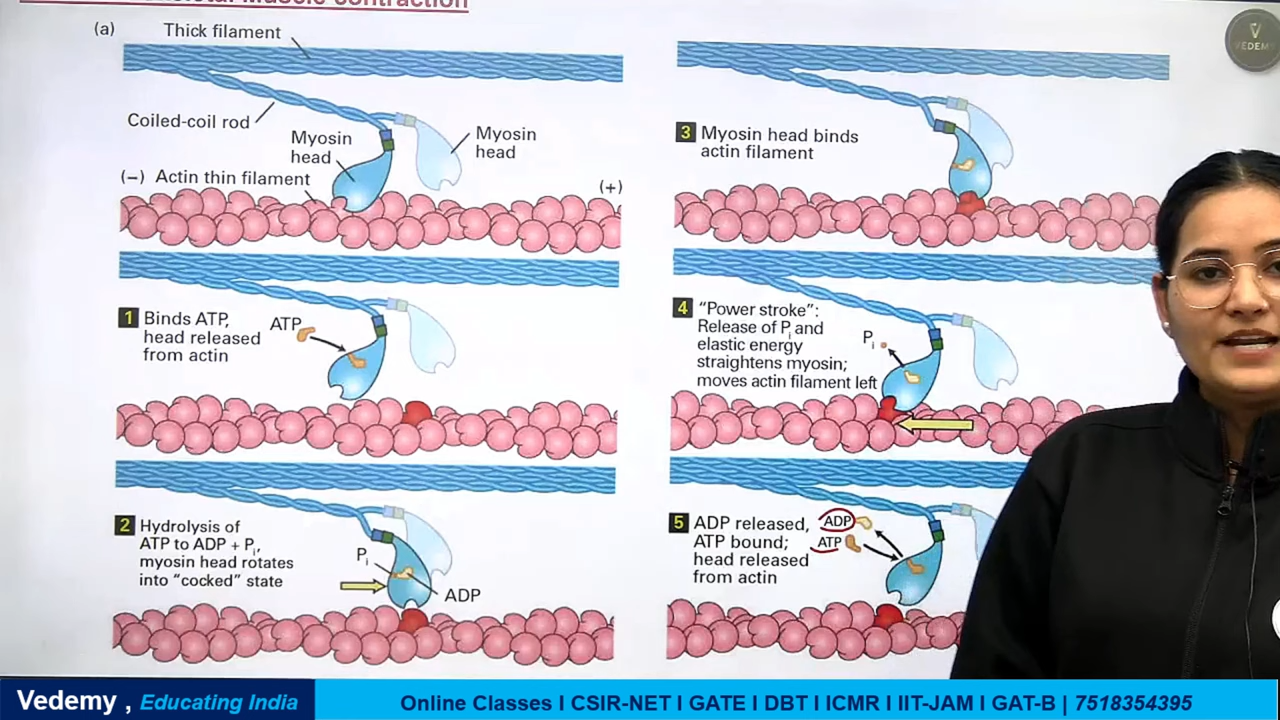 Skeletal Muscle contraction
(a)
Thick filament
Coiled-coil rod
Myosin
head
Myosin
head
(−) Actin thin filament
(+)
1 Binds ATP,
head released
from actin
ATP
2 Hydrolysis of
ATP to ADP + Pi,
myosin head rotates
into “cocked” state
Pi
ADP
3 Myosin head binds
actin filament
4 “Power stroke”:
Release of Pi and
elastic energy
straightens myosin;
moves actin filament left
Pi
5 ADP released,
ATP bound;
head released
from actin
ADP
ATP
VEDEMY
Vedemy , Educating India
Online Classes I CSIR-NET I GATE I DBT I ICMR I IIT-JAM I GAT-B | 7518354395